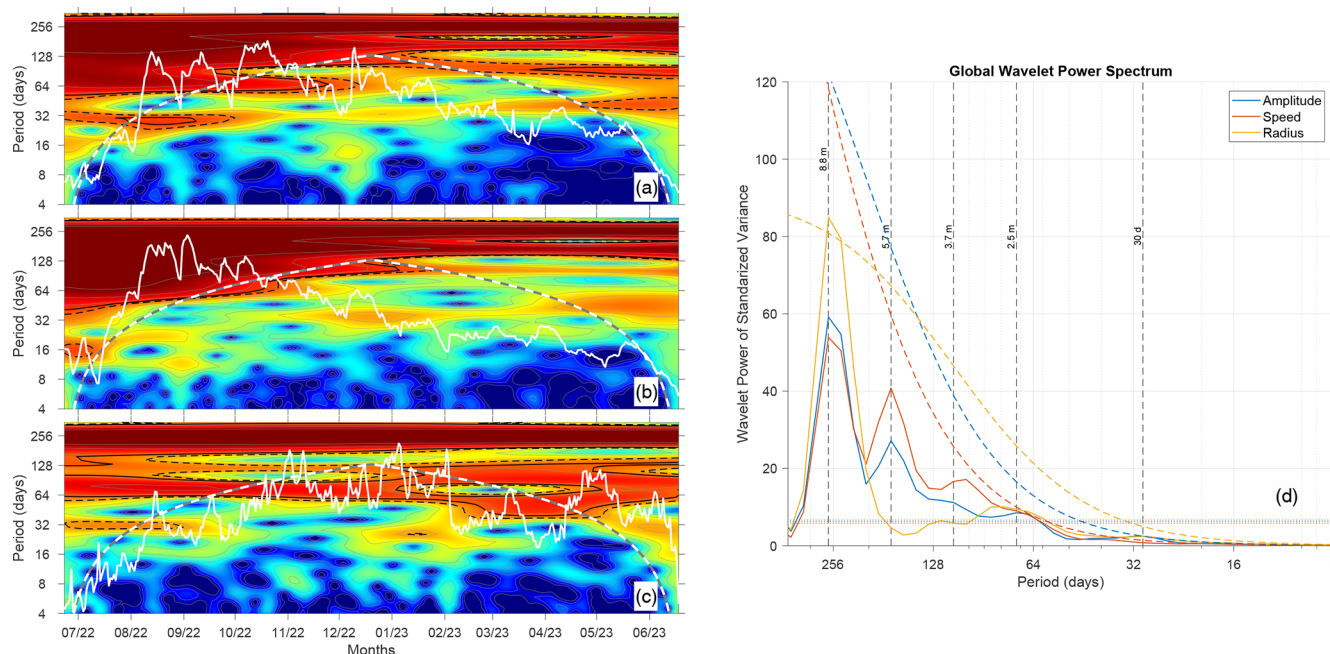 256
128
64
32
16
8
4
Period (days)
(a)
256
128
64
32
16
8
4
Period (days)
(b)
256
128
64
32
16
8
4
Period (days)
(c)
07/22 08/22 09/22 10/22 11/22 12/22 01/23 02/23 03/23 04/23 05/23 06/23
Months
Global Wavelet Power Spectrum
120
100
80
60
40
20
0
Wavelet Power of Standardized Variance
8.8 m
5.7 m
3.7 m
2.5 m
30 d
Amplitude
Speed
Radius
(d)
256 128 64 32 16
Period (days)